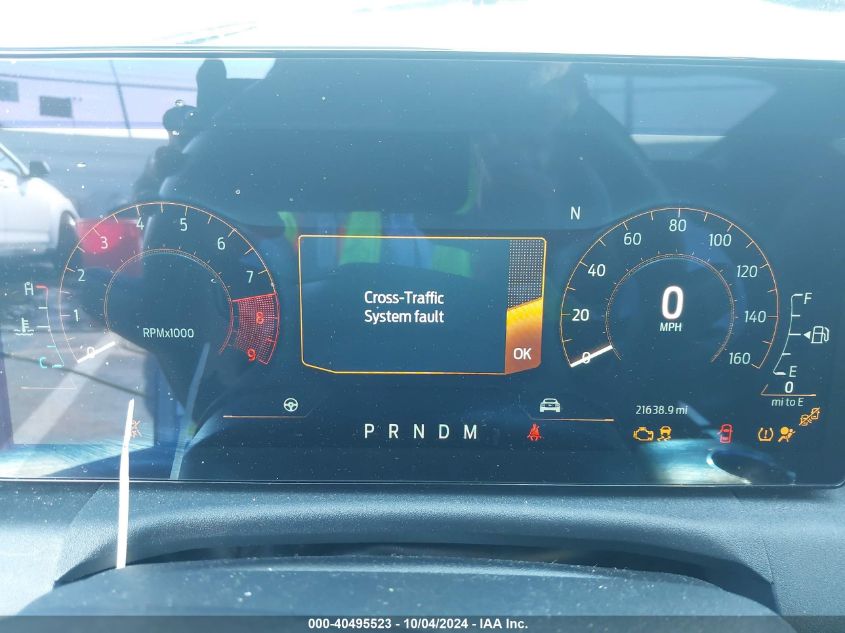 N
0 1 2 3 4 5 6 7 8 9
RPMx1000
H
C
Cross-Traffic
System fault
OK
0 20 40 60 80 100 120 140 160
0
MPH
F
E
0
mi to E
21638.9 mi
P R N D M
000-40495523 - 10/04/2024 - IAA Inc.